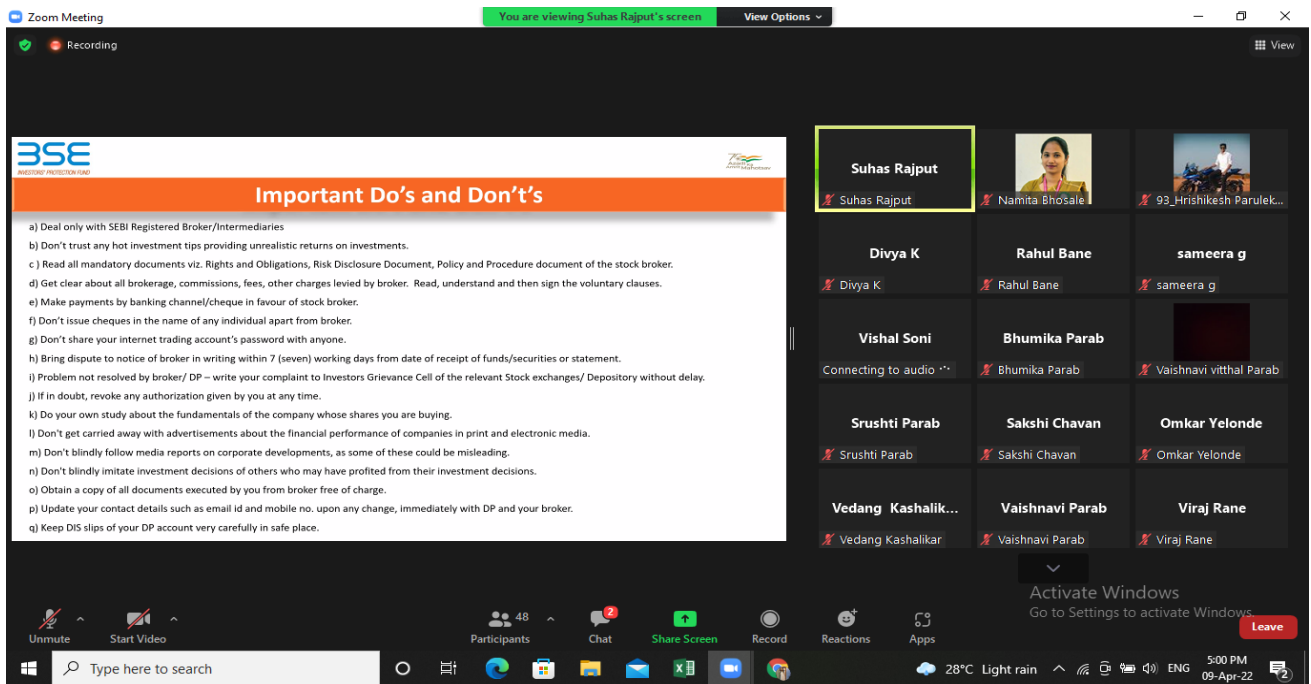 Zoom Meeting
You are viewing Suhas Rajput's screen
View Options
Recording
View
BSE
INVESTORS' PROTECTION FUND
Azadi Ka
Amrit Mahotsav
Important Do's and Don't's
a) Deal only with SEBI Registered Broker/Intermediaries
b) Don't trust any hot investment tips providing unrealistic returns on investments.
c ) Read all mandatory documents viz. Rights and Obligations, Risk Disclosure Document, Policy and Procedure document of the stock broker.
d) Get clear about all brokerage, commissions, fees, other charges levied by broker.  Read, understand and then sign the voluntary clauses.
e) Make payments by banking channel/cheque in favour of stock broker.
f) Don't issue cheques in the name of any individual apart from broker.
g) Don't share your internet trading account's password with anyone.
h) Bring dispute to notice of broker in writing within 7 (seven) working days from date of receipt of funds/securities or statement.
i) Problem not resolved by broker/ DP – write your complaint to Investors Grievance Cell of the relevant Stock exchanges/ Depository without delay.
j) If in doubt, revoke any authorization given by you at any time.
k) Do your own study about the fundamentals of the company whose shares you are buying.
l) Don't get carried away with advertisements about the financial performance of companies in print and electronic media.
m) Don't blindly follow media reports on corporate developments, as some of these could be misleading.
n) Don't blindly imitate investment decisions of others who may have profited from their investment decisions.
o) Obtain a copy of all documents executed by you from broker free of charge.
p) Update your contact details such as email id and mobile no. upon any change, immediately with DP and your broker.
q) Keep DIS slips of your DP account very carefully in safe place.
Suhas Rajput
Suhas Rajput
Namita Bhosale
93_Hrishikesh Parulek...
Divya K
Rahul Bane
sameera g
Divya K
Rahul Bane
sameera g
Vishal Soni
Bhumika Parab
Connecting to audio
Bhumika Parab
Vaishnavi vitthal Parab
Srushti Parab
Sakshi Chavan
Omkar Yelonde
Srushti Parab
Sakshi Chavan
Omkar Yelonde
Vedang Kashalik...
Vaishnavi Parab
Viraj Rane
Vedang Kashalikar
Vaishnavi Parab
Viraj Rane
Activate Windows
Go to Settings to activate Windows.
Unmute
Start Video
48
Participants
2
Chat
Share Screen
Record
Reactions
Apps
Leave
Type here to search
28°C Light rain
ENG
5:00 PM
09-Apr-22
2